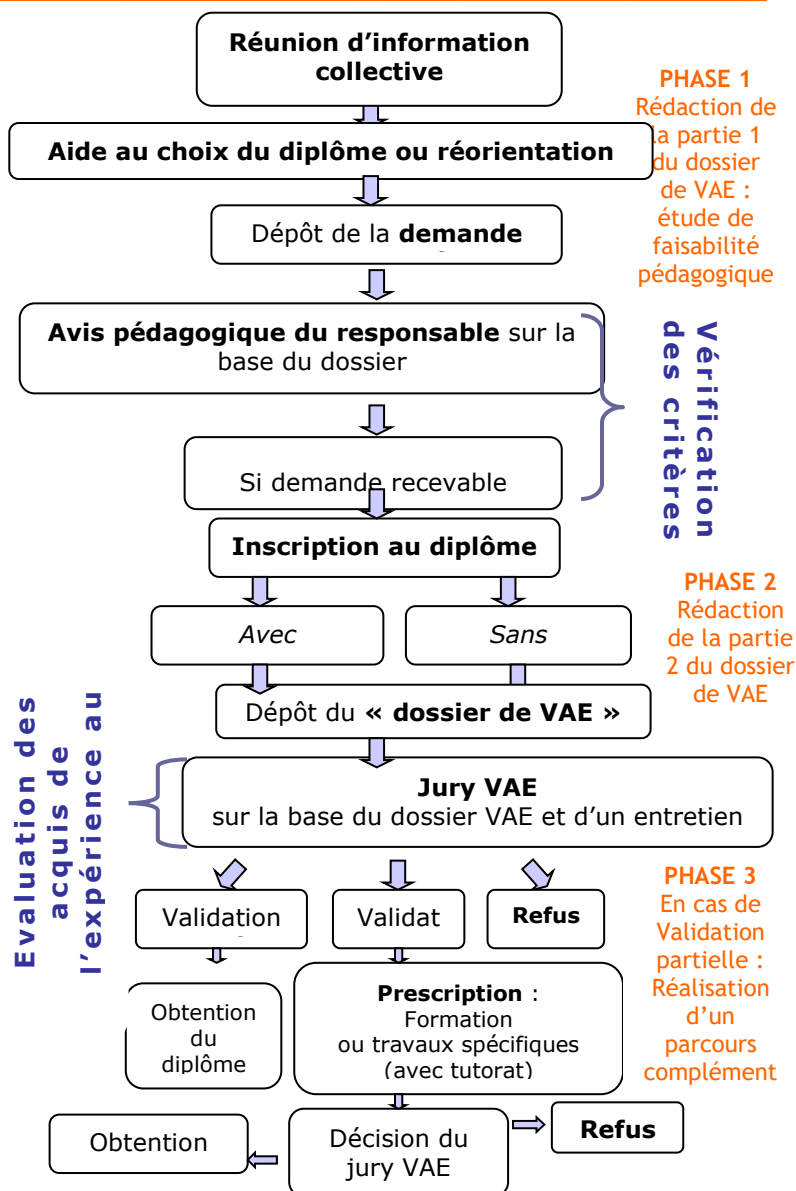 Réunion d’information
collective
PHASE 1
Rédaction de
la partie 1
du dossier
de VAE :
étude de
faisabilité
pédagogique
Aide au choix du diplôme ou réorientation
Dépôt de la demande
Avis pédagogique du responsable sur la
base du dossier
Vérification
des critères
Si demande recevable
Inscription au diplôme
PHASE 2
Rédaction
de la partie
2 du dossier
de VAE
Avec
Sans
Dépôt du « dossier de VAE »
Evaluation des
acquis de
l’expérience au
Jury VAE
sur la base du dossier VAE et d’un entretien
PHASE 3
En cas de
Validation
partielle :
Réalisation
d’un
parcours
complément
Validation
Validat
Refus
Obtention
du
diplôme
Prescription :
Formation
ou travaux spécifiques
(avec tutorat)
Obtention
Décision du
jury VAE
Refus